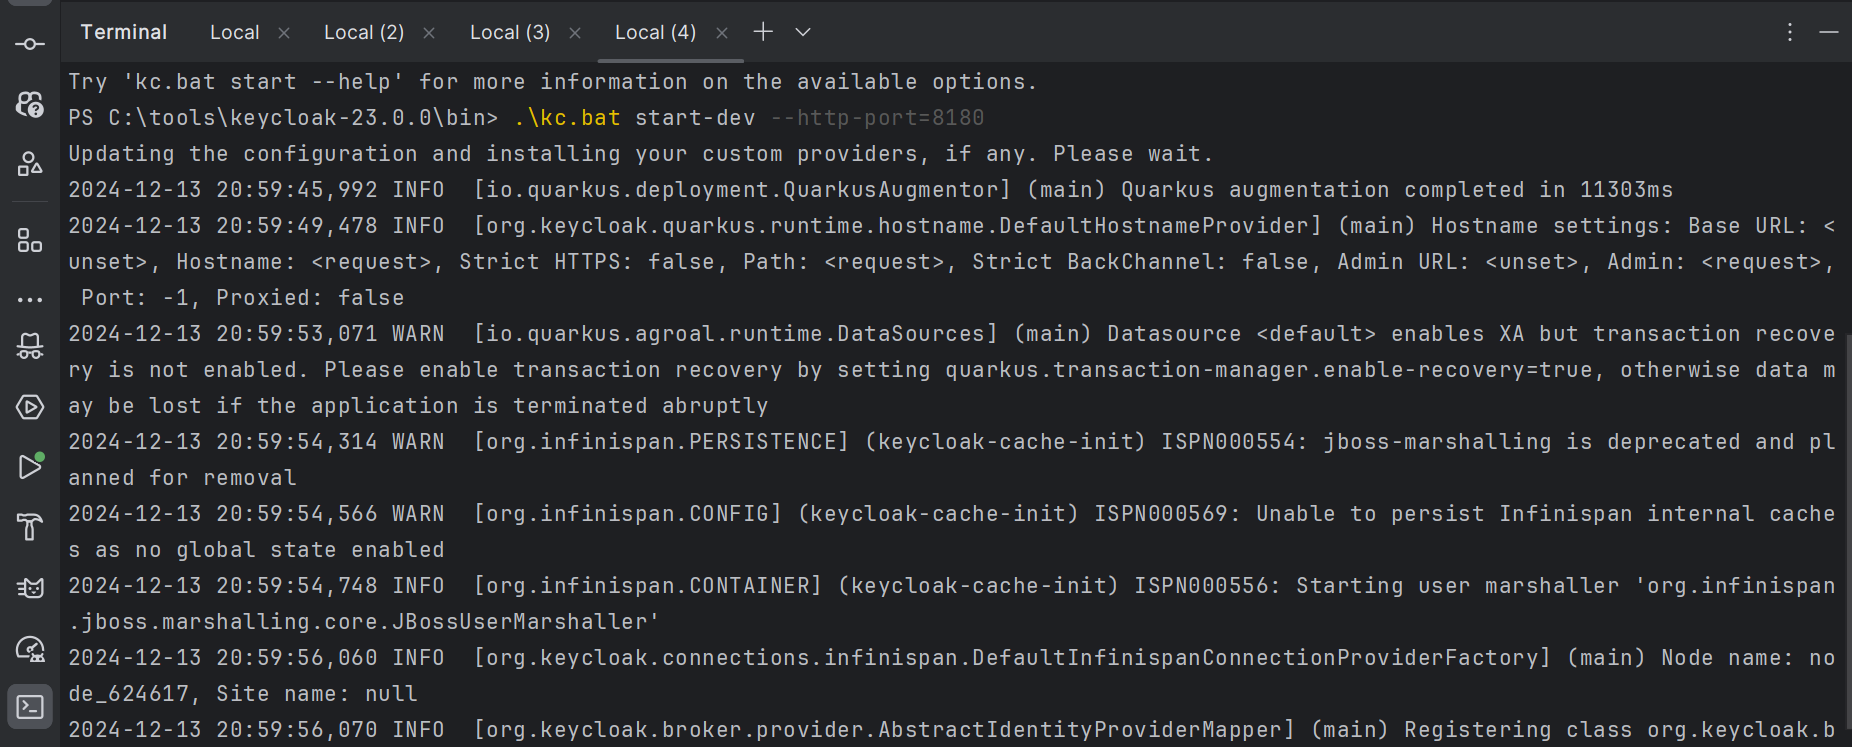 Terminal Local Local (2) Local (3) Local (4)
Try 'kc.bat start --help' for more information on the available options.
PS C:\tools\keycloak-23.0.0\bin> .\kc.bat start-dev --http-port=8180
Updating the configuration and installing your custom providers, if any. Please wait.
2024-12-13 20:59:45,992 INFO  [io.quarkus.deployment.QuarkusAugmentor] (main) Quarkus augmentation completed in 11303ms
2024-12-13 20:59:49,478 INFO  [org.keycloak.quarkus.runtime.hostname.DefaultHostnameProvider] (main) Hostname settings: Base URL: <
unset>, Hostname: <request>, Strict HTTPS: false, Path: <request>, Strict BackChannel: false, Admin URL: <unset>, Admin: <request>,
 Port: -1, Proxied: false
2024-12-13 20:59:53,071 WARN  [io.quarkus.agroal.runtime.DataSources] (main) Datasource <default> enables XA but transaction recove
ry is not enabled. Please enable transaction recovery by setting quarkus.transaction-manager.enable-recovery=true, otherwise data m
ay be lost if the application is terminated abruptly
2024-12-13 20:59:54,314 WARN  [org.infinispan.PERSISTENCE] (keycloak-cache-init) ISPN000554: jboss-marshalling is deprecated and pl
anned for removal
2024-12-13 20:59:54,566 WARN  [org.infinispan.CONFIG] (keycloak-cache-init) ISPN000569: Unable to persist Infinispan internal cache
s as no global state enabled
2024-12-13 20:59:54,748 INFO  [org.infinispan.CONTAINER] (keycloak-cache-init) ISPN000556: Starting user marshaller 'org.infinispan
.jboss.marshalling.core.JBossUserMarshaller'
2024-12-13 20:59:56,060 INFO  [org.keycloak.connections.infinispan.DefaultInfinispanConnectionProviderFactory] (main) Node name: no
de_624617, Site name: null
2024-12-13 20:59:56,070 INFO  [org.keycloak.broker.provider.AbstractIdentityProviderMapper] (main) Registering class org.keycloak.b